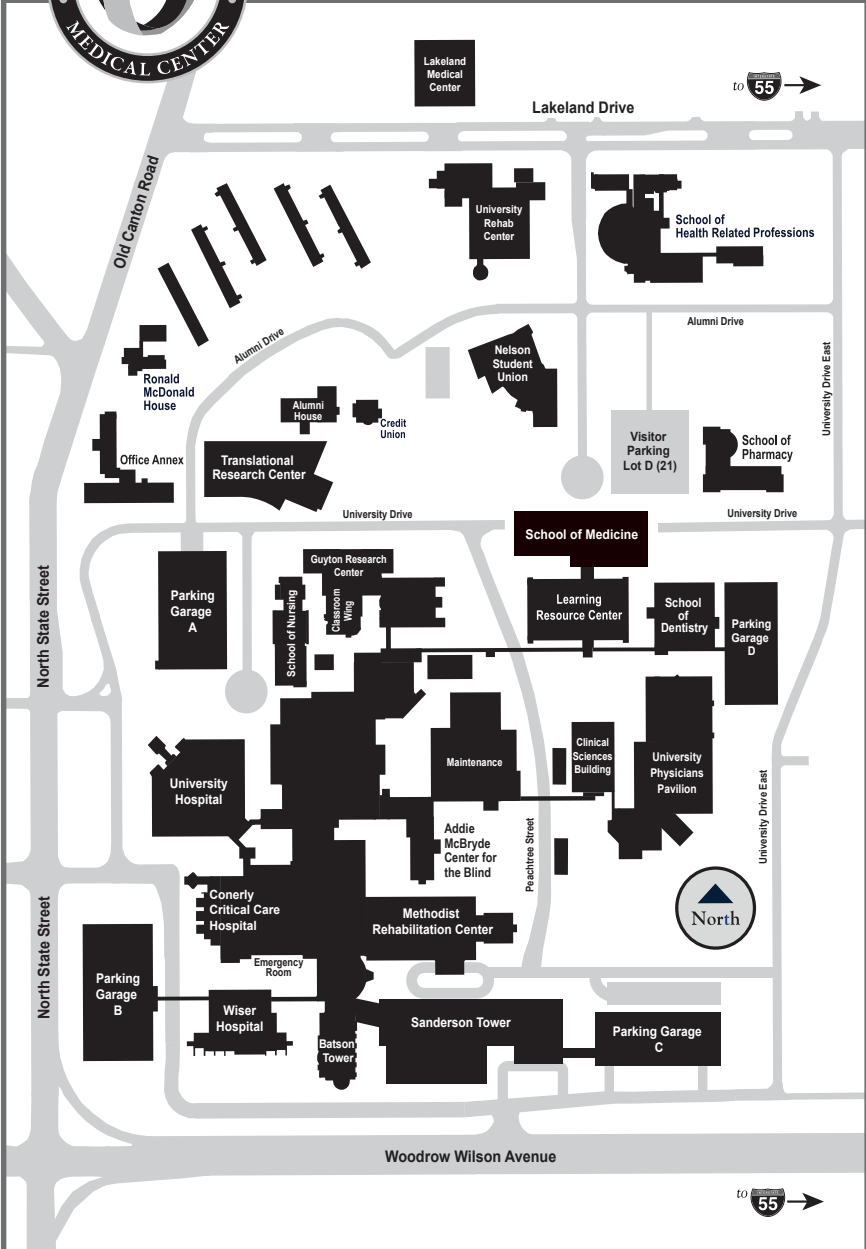 MEDICAL CENTER
Lakeland
Medical
Center
to
INTERSTATE
55
Lakeland Drive
Old Canton Road
University
Rehab
Center
School of
Health Related Professions
Alumni Drive
Alumni Drive
University Drive East
Ronald
McDonald
House
Nelson
Student
Union
Alumni
House
Credit
Union
Office Annex
Translational
Research Center
Visitor
Parking
Lot D (21)
School of
Pharmacy
University Drive
University Drive
School of Medicine
North State Street
Parking
Garage
A
Guyton Research
Center
Classroom
Wing
School of Nursing
Learning
Resource Center
School
of
Dentistry
Parking
Garage
D
University
Hospital
Maintenance
Clinical
Sciences
Building
University
Physicians
Pavilion
University Drive East
Addie
McBryde
Center for
the Blind
Peachtree Street
North
Conerly
Critical Care
Hospital
Methodist
Rehabilitation Center
North State Street
Emergency
Room
Parking
Garage
B
Wiser
Hospital
Batson
Tower
Sanderson Tower
Parking Garage
C
Woodrow Wilson Avenue
to
INTERSTATE
55